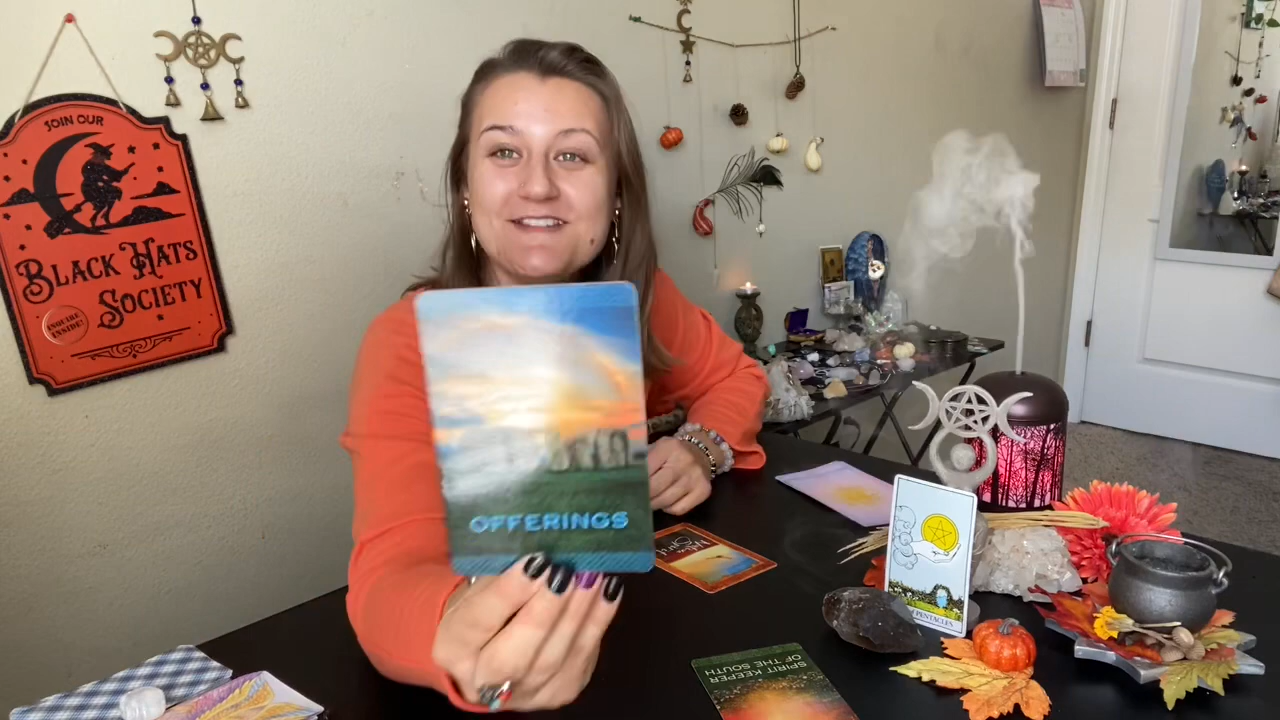 JOIN OUR
BLACK HATS
SOCIETY
INQUIRE
INSIDE!
OFFERINGS
SPIRIT KEEPER
OF THE SOUTH
PENTACLES